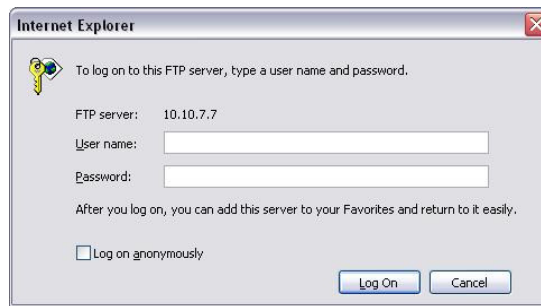 Internet Explorer
To log on to this FTP server, type a user name and password.
FTP server: 10.10.7.7
User name:
Password:
After you log on, you can add this server to your Favorites and return to it easily.
Log on anonymously
Log On Cancel